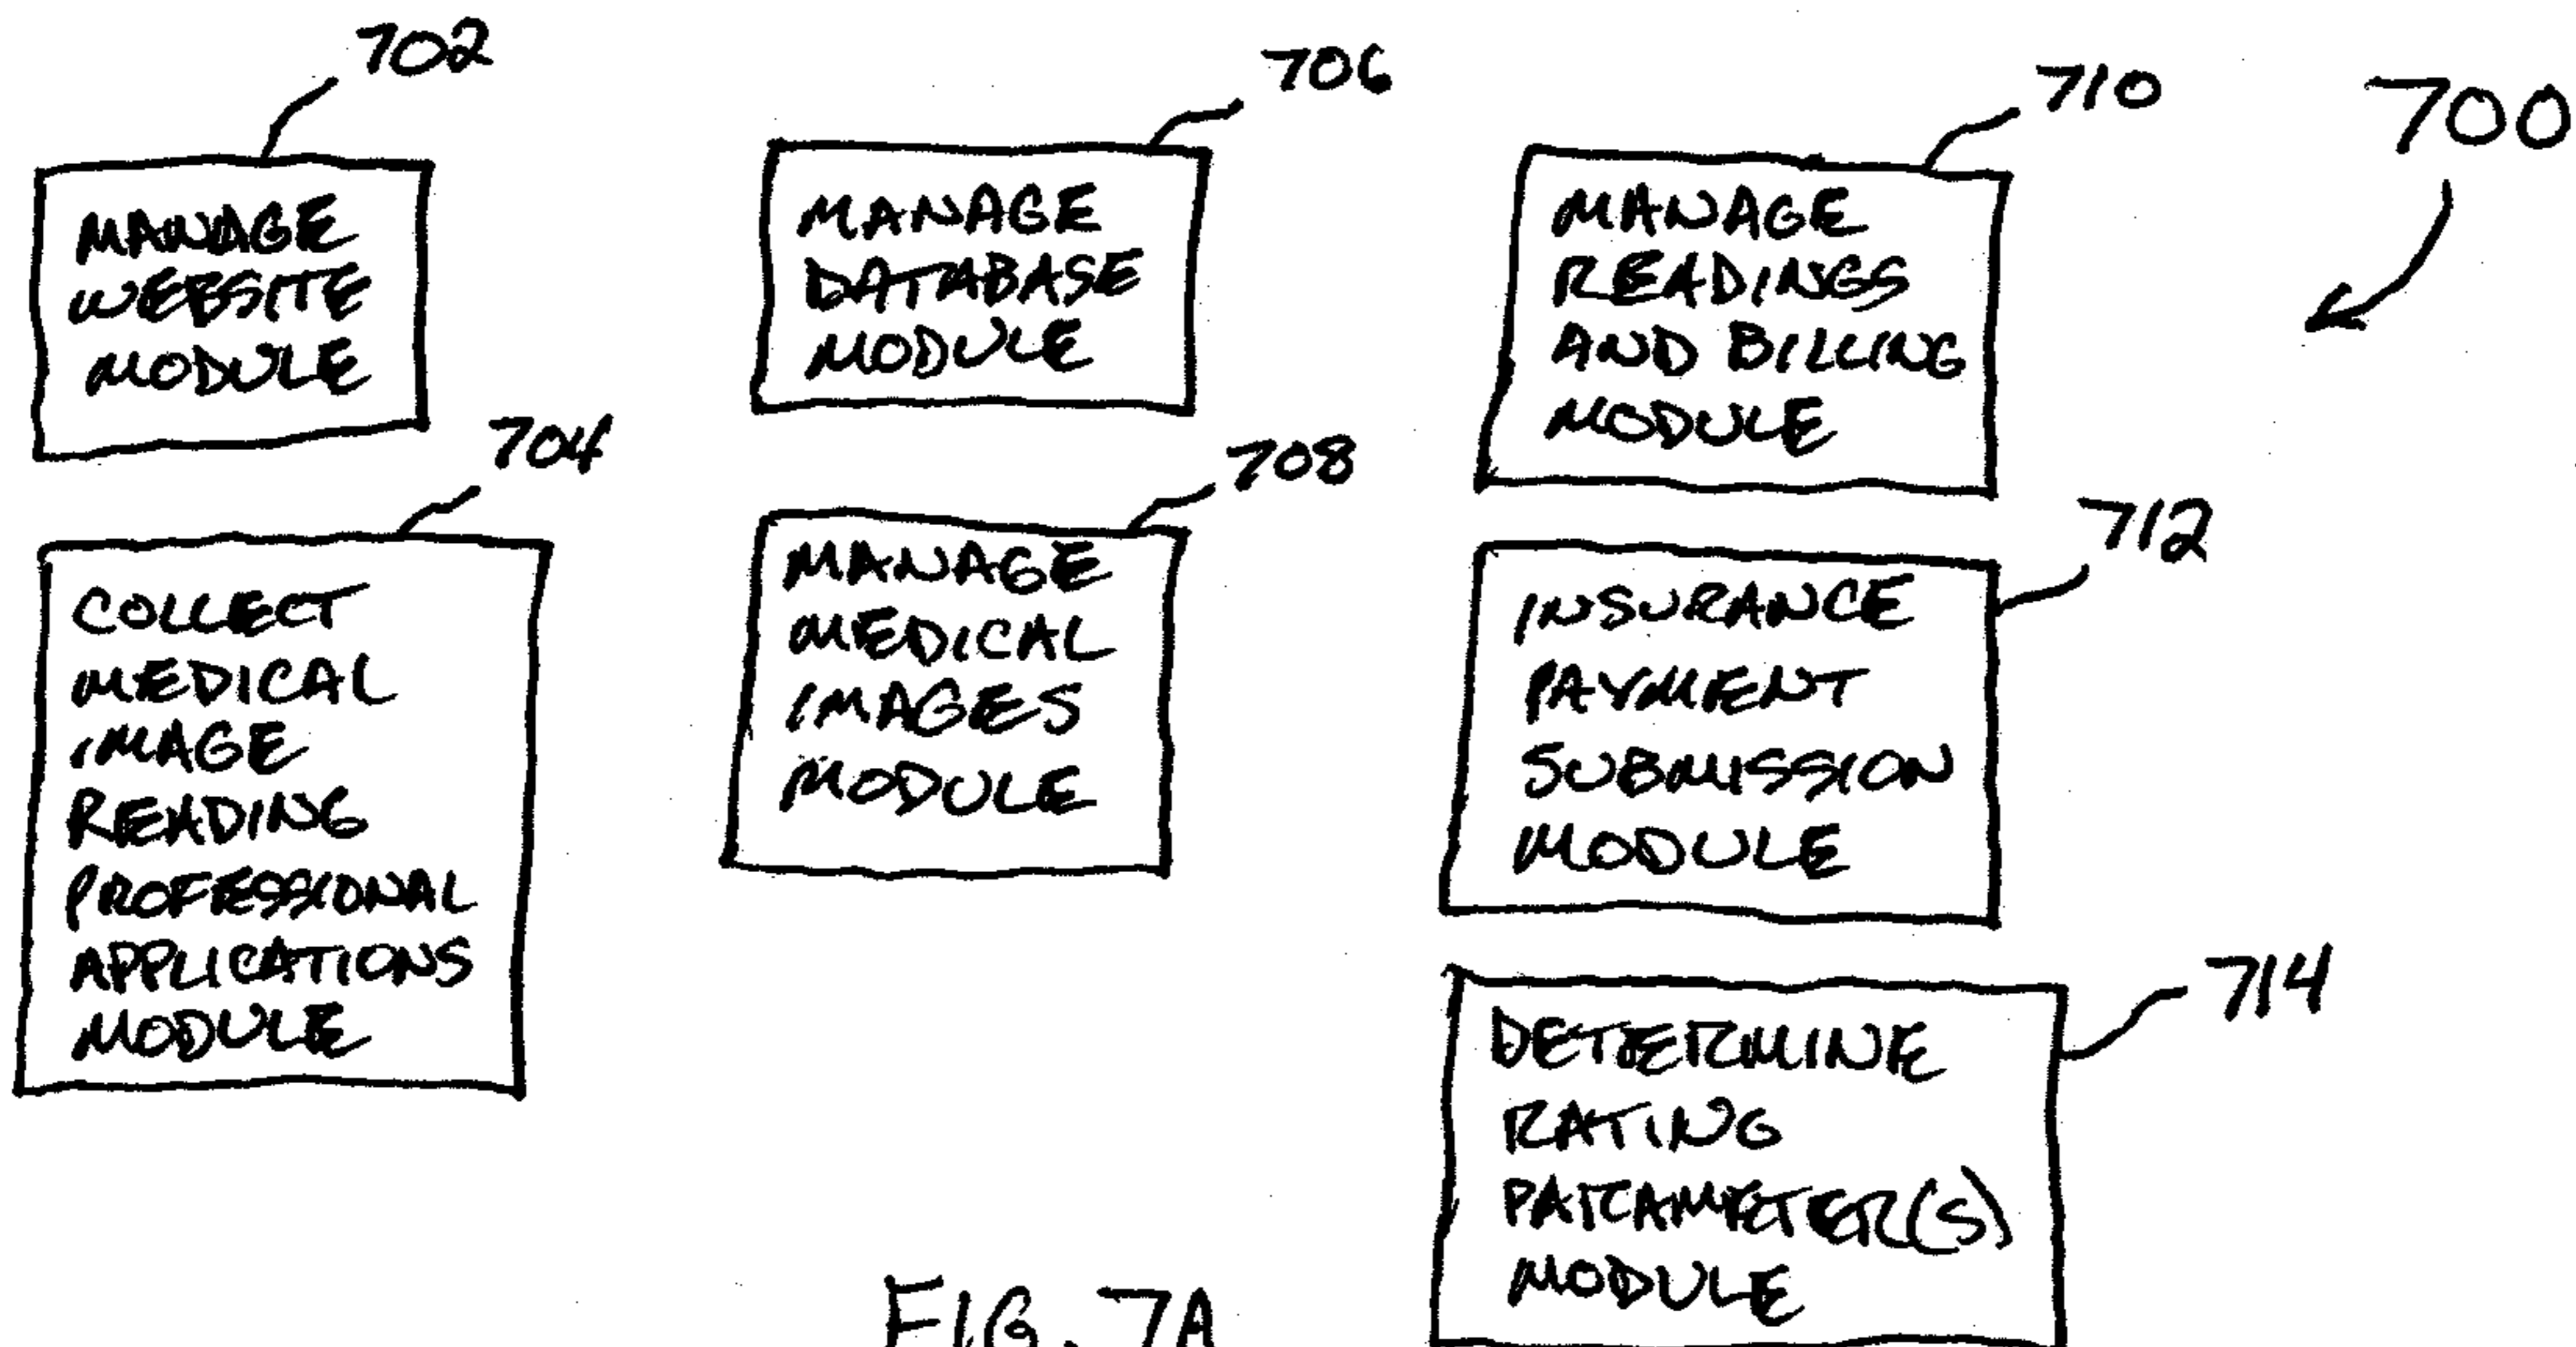 702
MANAGE
WEBSITE
MODULE
704
COLLECT
MEDICAL
IMAGE
READING
PROFESSIONAL
APPLICATIONS
MODULE
706
MANAGE
DATABASE
MODULE
708
MANAGE
MEDICAL
IMAGES
MODULE
710
MANAGE
READINGS
AND BILLING
MODULE
712
INSURANCE
PAYMENT
SUBMISSION
MODULE
714
DETERMINE
RATING
PARAMETER(S)
MODULE
700
FIG. 7A